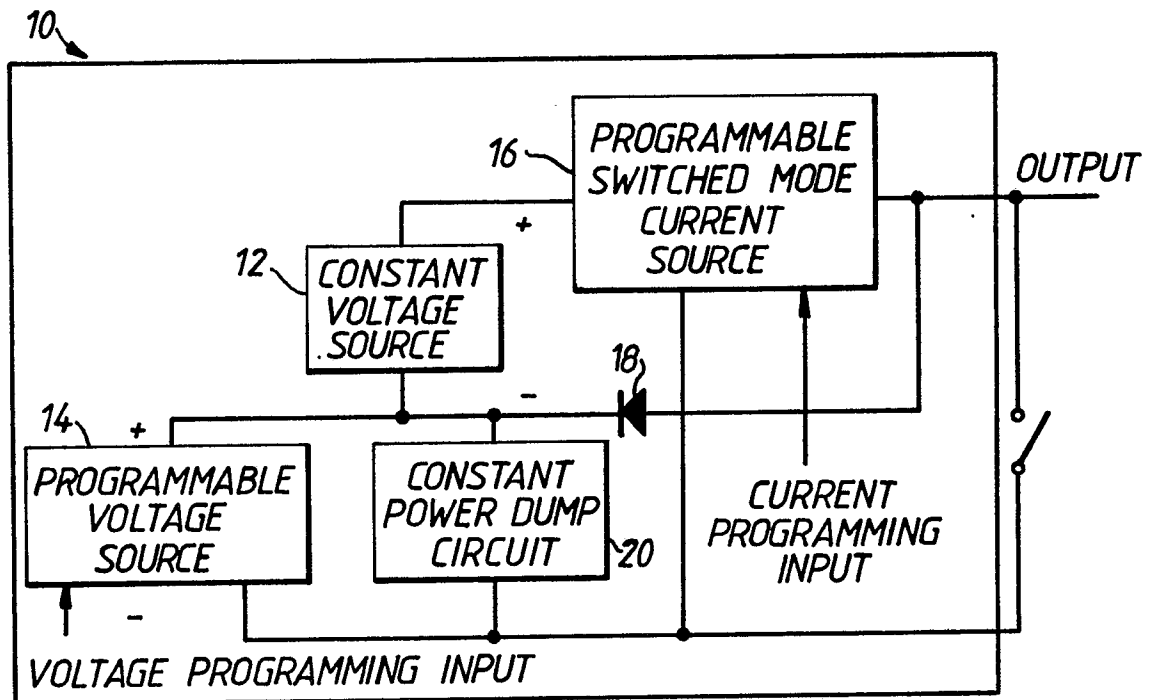 10
PROGRAMMABLE
SWITCHED MODE
CURRENT
SOURCE
16
OUTPUT
+
12
CONSTANT
VOLTAGE
SOURCE
18
-
14
+
PROGRAMMABLE
VOLTAGE
SOURCE
CONSTANT
POWER DUMP
CIRCUIT
20
CURRENT
PROGRAMMING
INPUT
-
VOLTAGE PROGRAMMING INPUT